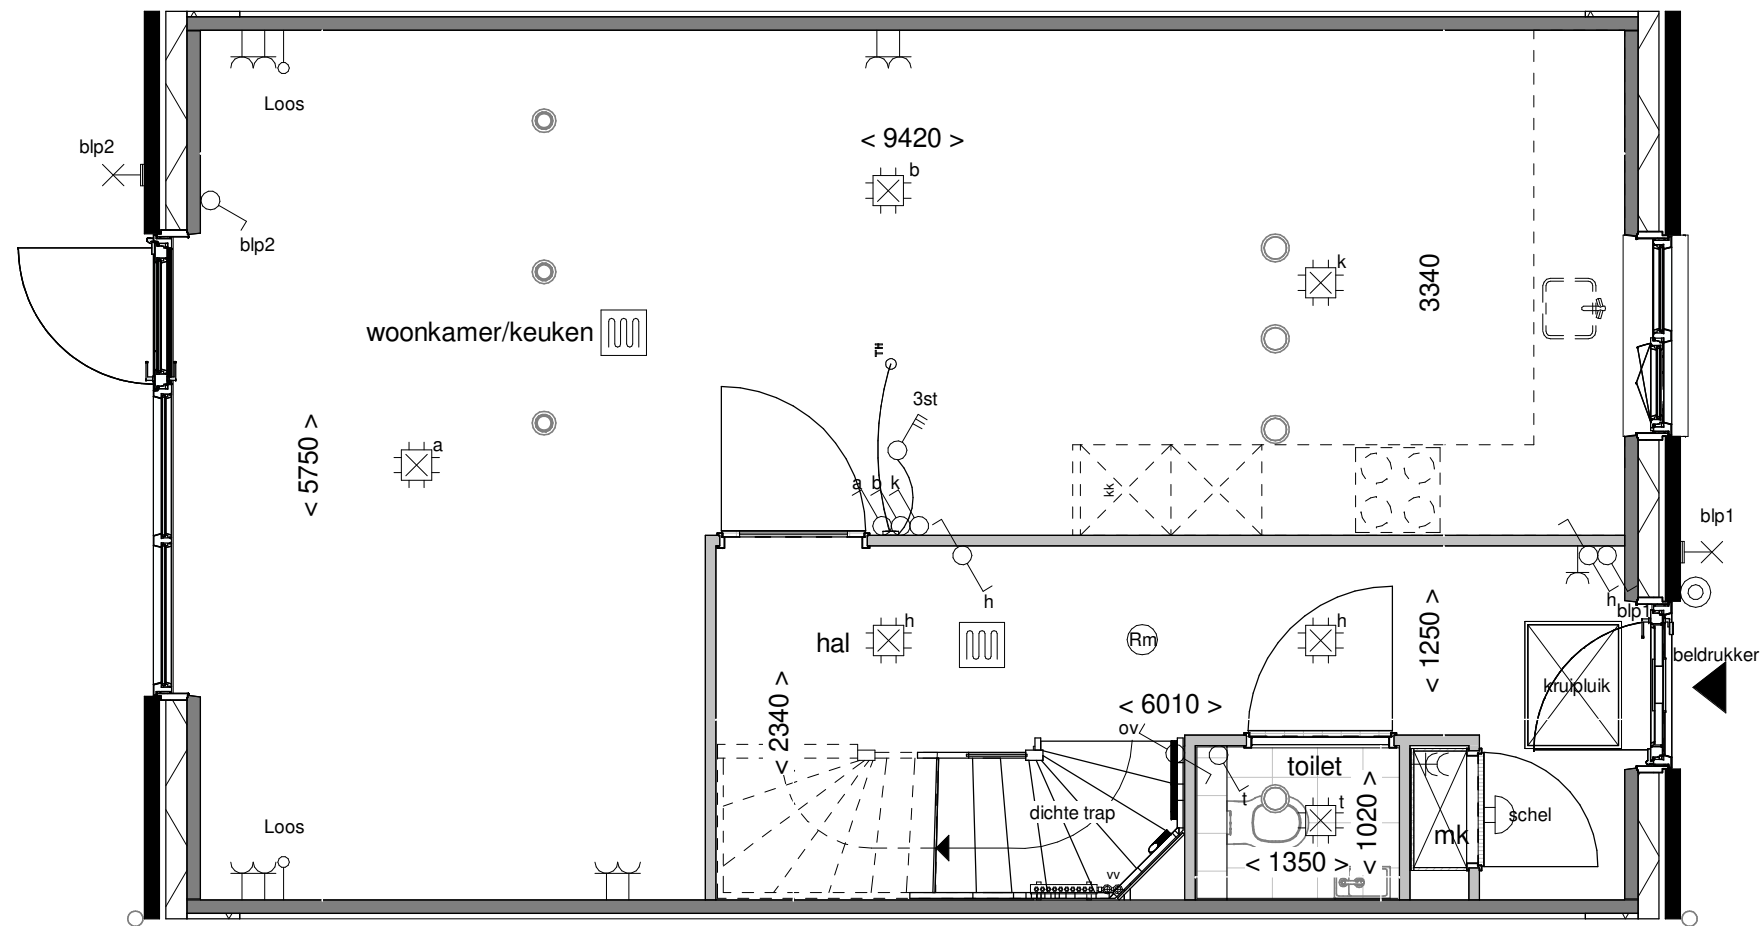 Loos
blp2
blp2
< 9420 >
b
k
3340
woonkamer/keuken
TH
3st
< 5750 >
a
a b k
kk
blp1
h
h
blp1
hal
h
Rm
h
< 1250 >
beldrukker
kruipluik
< 2340 >
< 6010 >
ov
toilet
t
t
< 1020 >
dichte trap
schel
mk
Loos
< 1350 >
vv